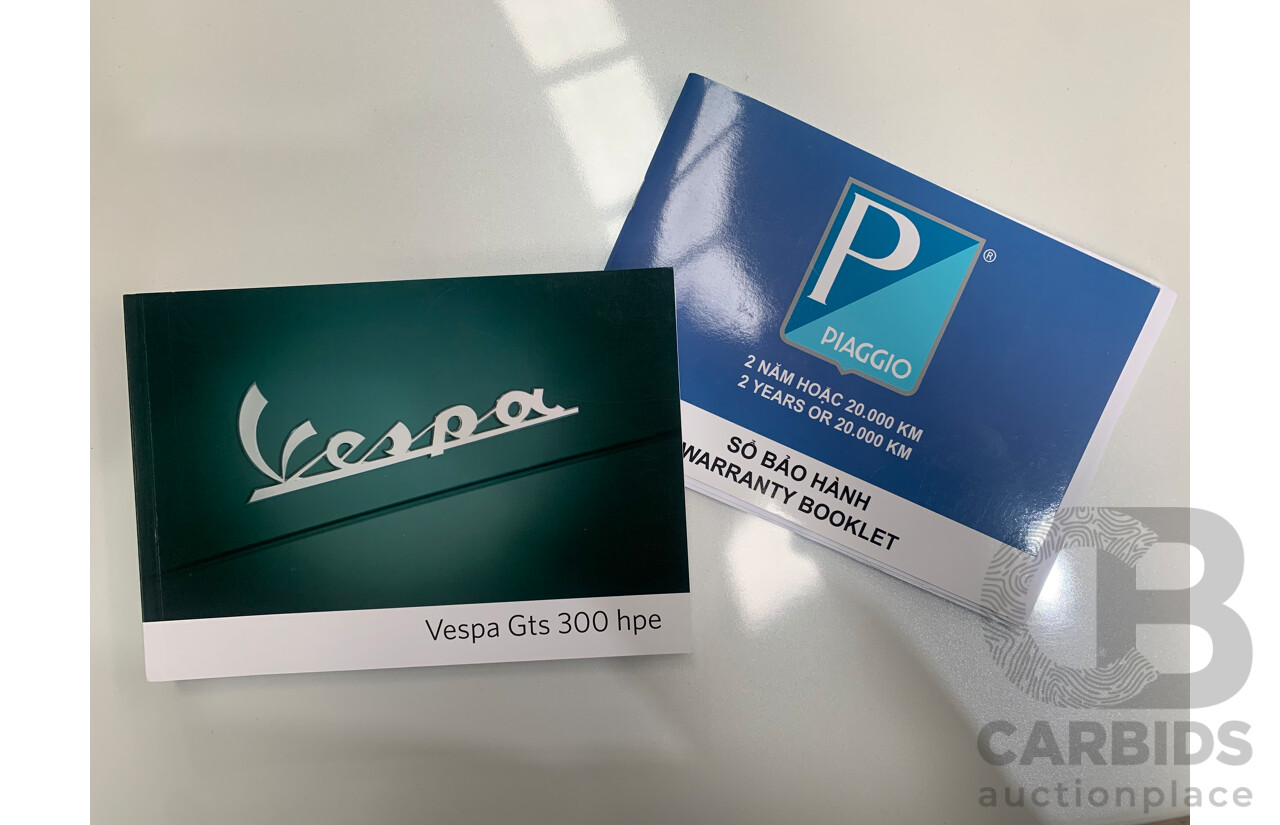 Vespa
Vespa Gts 300 hpe
P
PIAGGIO
®
2 NĂM HOẶC 20.000 KM
2 YEARS OR 20.000 KM
SỔ BẢO HÀNH
WARRANTY BOOKLET
CB
CARBIDS
auctionplace